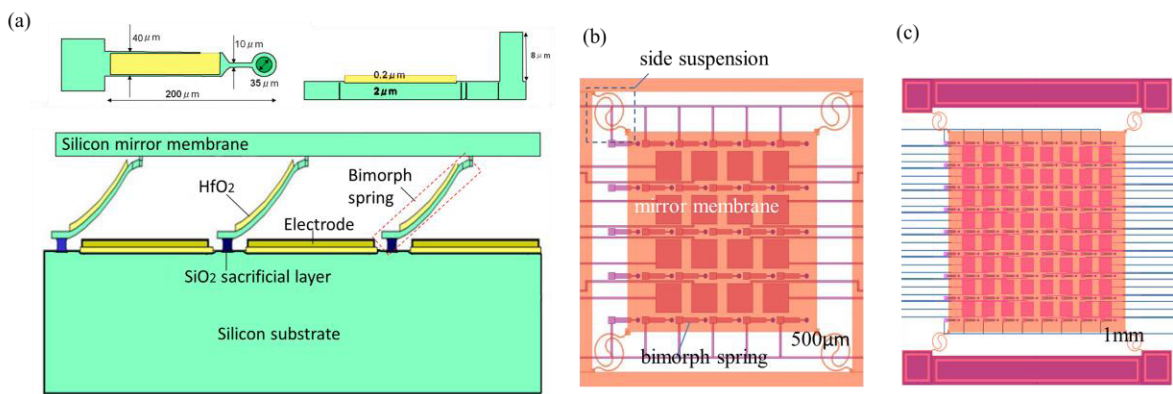 (a)
40μm
10μm
35μm
200μm
0.2μm
2μm
8μm
Silicon mirror membrane
HfO2
Bimorph
spring
Electrode
SiO2 sacrificial layer
Silicon substrate
(b)
side suspension
mirror membrane
500μm
bimorph spring
(c)
1mm